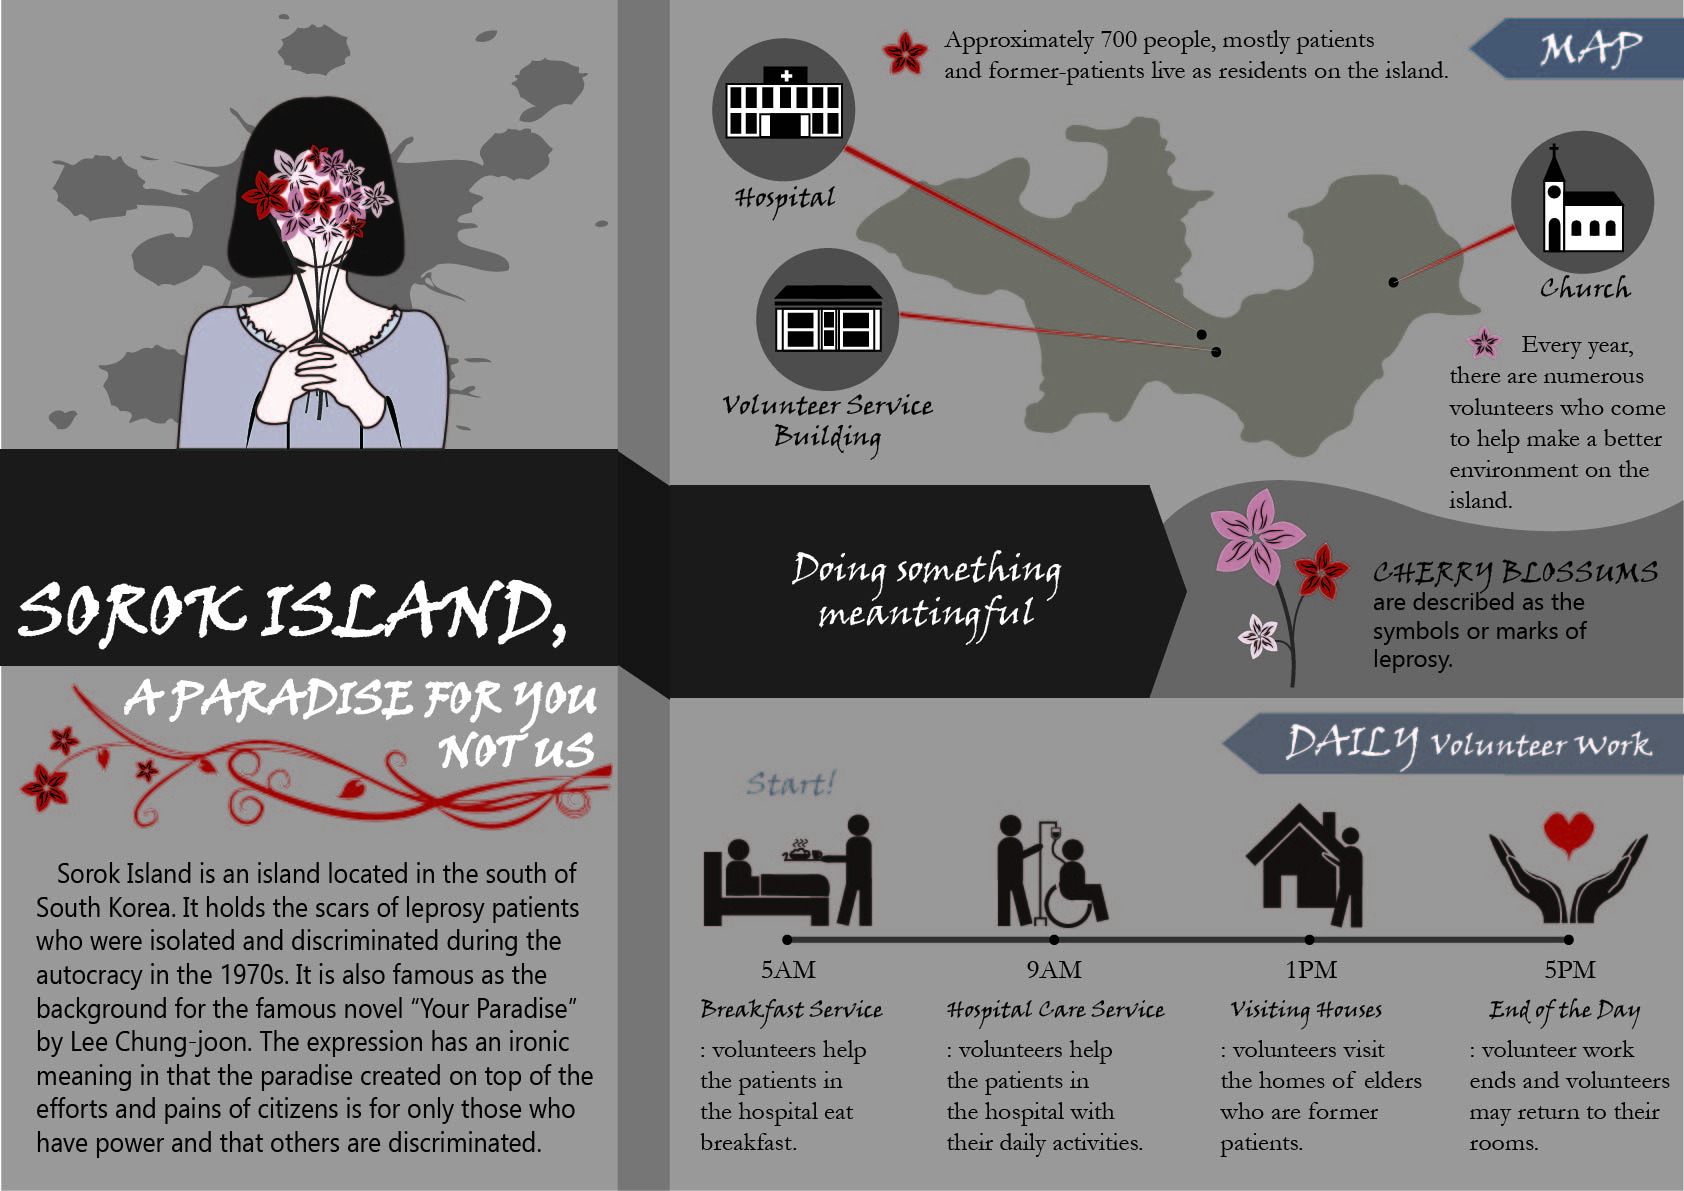 SOROK ISLAND,
A PARADISE FOR YOU
NOT US
Sorok Island is an island located in the south of
South Korea. It holds the scars of leprosy patients
who were isolated and discriminated during the
autocracy in the 1970s. It is also famous as the
background for the famous novel “Your Paradise”
by Lee Chung-joon. The expression has an ironic
meaning in that the paradise created on top of the
efforts and pains of citizens is for only those who
have power and that others are discriminated.
MAP
Approximately 700 people, mostly patients
and former-patients live as residents on the island.
Hospital
Volunteer Service
Building
Church
Every year,
there are numerous
volunteers who come
to help make a better
environment on the
island.
Doing something
meantingful
CHERRY BLOSSUMS
are described as the
symbols or marks of
leprosy.
DAILY Volunteer Work
Start!
5AM
Breakfast Service
: volunteers help
the patients in
the hospital eat
breakfast.
9AM
Hospital Care Service
: volunteers help
the patients in
the hospital with
their daily activities.
1PM
Visiting Houses
: volunteers visit
the homes of elders
who are former
patients.
5PM
End of the Day
: volunteer work
ends and volunteers
may return to their
rooms.